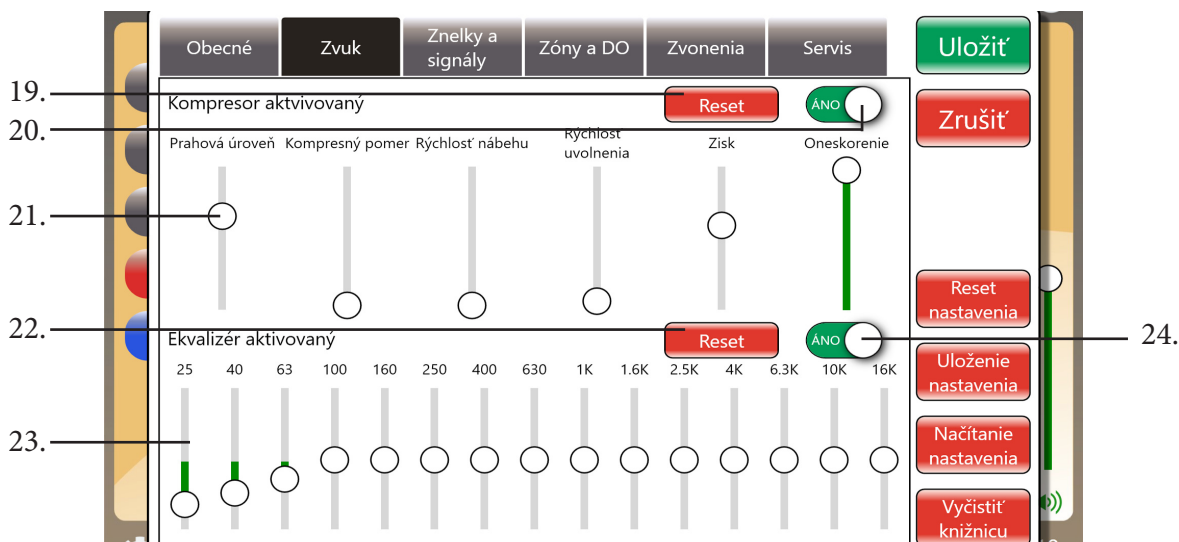 Obecné
Zvuk
Znelky a
signály
Zóny a DO
Zvonenia
Servis
Uložiť
19.
Kompresor aktvivovaný
Reset
ÁNO
Zrušiť
20.
Prahová úroveň
Kompresný pomer
Rýchlosť nábehu
Rýchlosť
uvolnenia
Zisk
Oneskorenie
21.
Reset
nastavenia
22.
Ekvalizér aktivovaný
Reset
ÁNO
24.
Uloženie
nastavenia
25 40 63 100 160 250 400 630 1K 1.6K 2.5K 4K 6.3K 10K 16K
23.
Načítanie
nastavenia
Vyčistiť
knižnicu